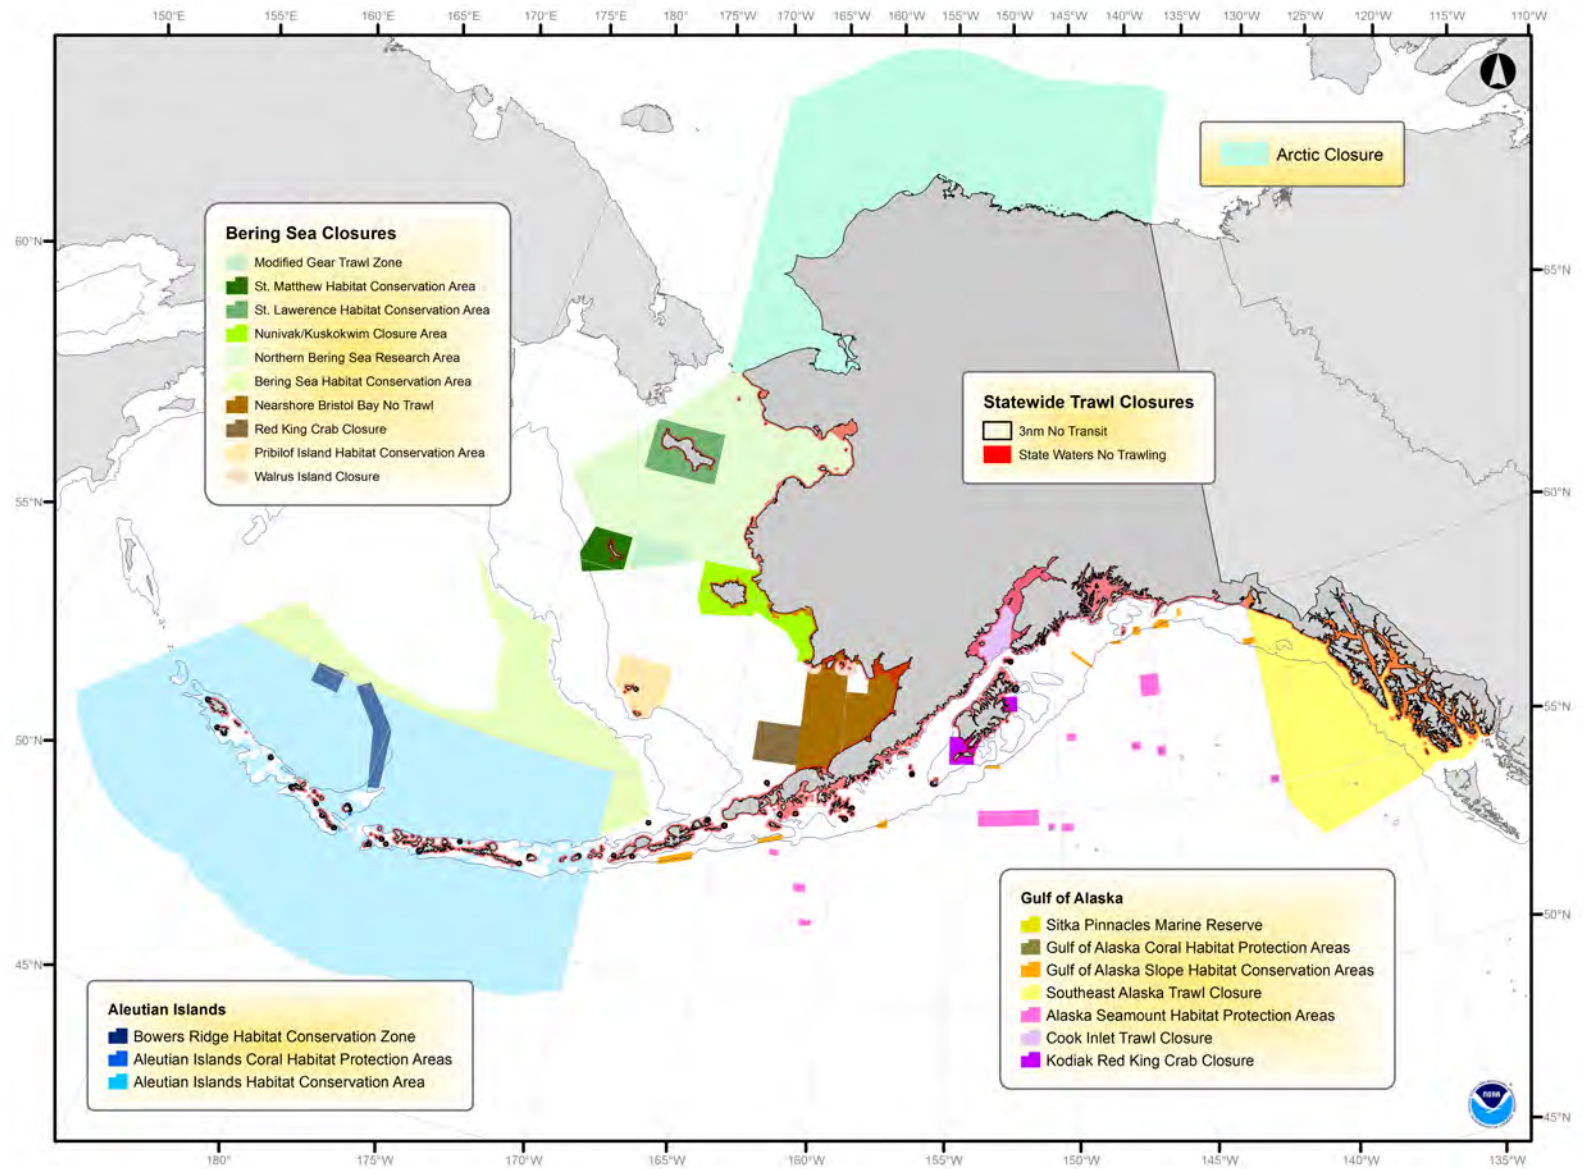 150°E 155°E 160°E 165°E 170°E 175°E 180° 175°W 170°W 165°W 160°W 155°W 150°W 145°W 140°W 135°W 130°W 125°W 120°W 115°W 110°W
Arctic Closure
60°N
65°N
Bering Sea Closures
Modified Gear Trawl Zone
St. Matthew Habitat Conservation Area
St. Lawerence Habitat Conservation Area
Nunivak/Kuskokwim Closure Area
Northern Bering Sea Research Area
Bering Sea Habitat Conservation Area
Nearshore Bristol Bay No Trawl
Red King Crab Closure
Pribilof Island Habitat Conservation Area
Walrus Island Closure
Statewide Trawl Closures
3nm No Transit
State Waters No Trawling
55°N
60°N
50°N
55°N
45°N
50°N
Gulf of Alaska
Sitka Pinnacles Marine Reserve
Gulf of Alaska Coral Habitat Protection Areas
Gulf of Alaska Slope Habitat Conservation Areas
Southeast Alaska Trawl Closure
Alaska Seamount Habitat Protection Areas
Cook Inlet Trawl Closure
Kodiak Red King Crab Closure
Aleutian Islands
Bowers Ridge Habitat Conservation Zone
Aleutian Islands Coral Habitat Protection Areas
Aleutian Islands Habitat Conservation Area
noaa
45°N
180° 175°W 170°W 165°W 160°W 155°W 150°W 145°W 140°W 135°W